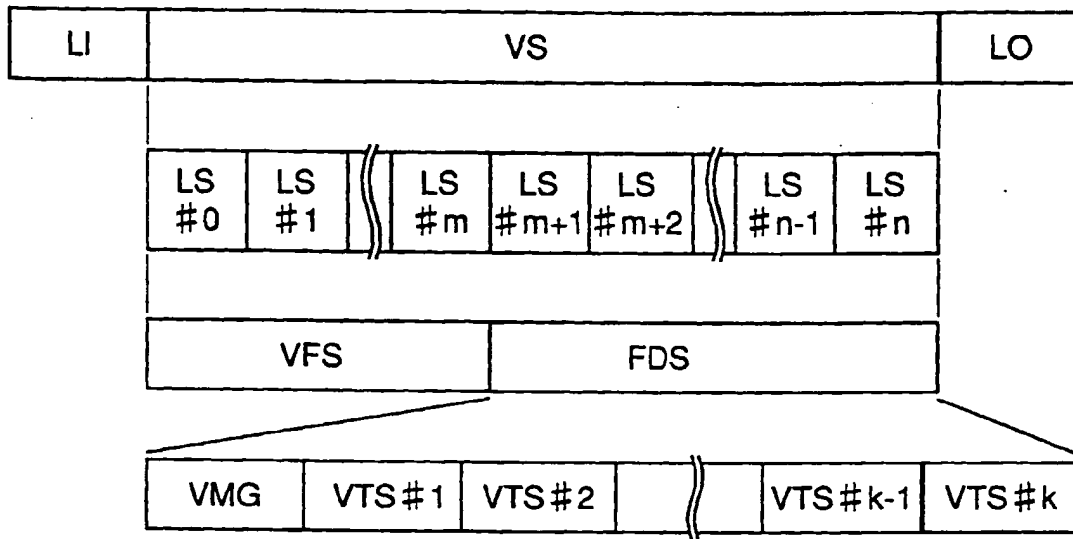 LI VS LO
LS LS LS LS LS LS LS
#0 #1 #m #m+1 #m+2 #n-1 #n
VFS FDS
VMG VTS#1 VTS#2 VTS#k-1 VTS#k